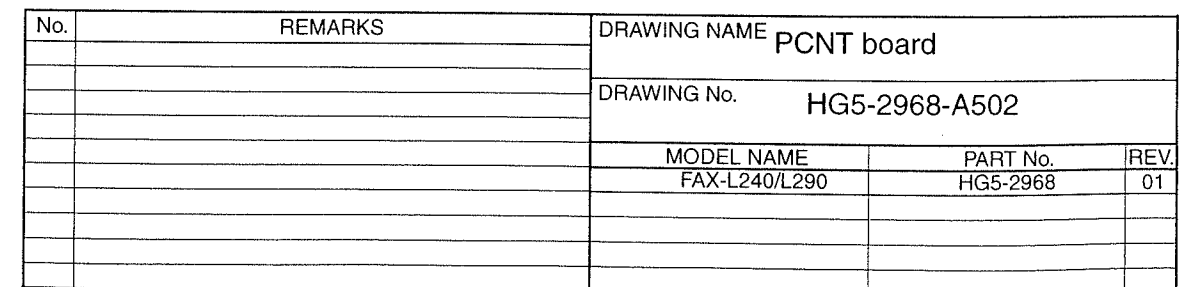 No. REMARKS
DRAWING NAME PCNT board
DRAWING No. HG5-2968-A502
MODEL NAME PART No. REV.
FAX-L240/L290 HG5-2968 01